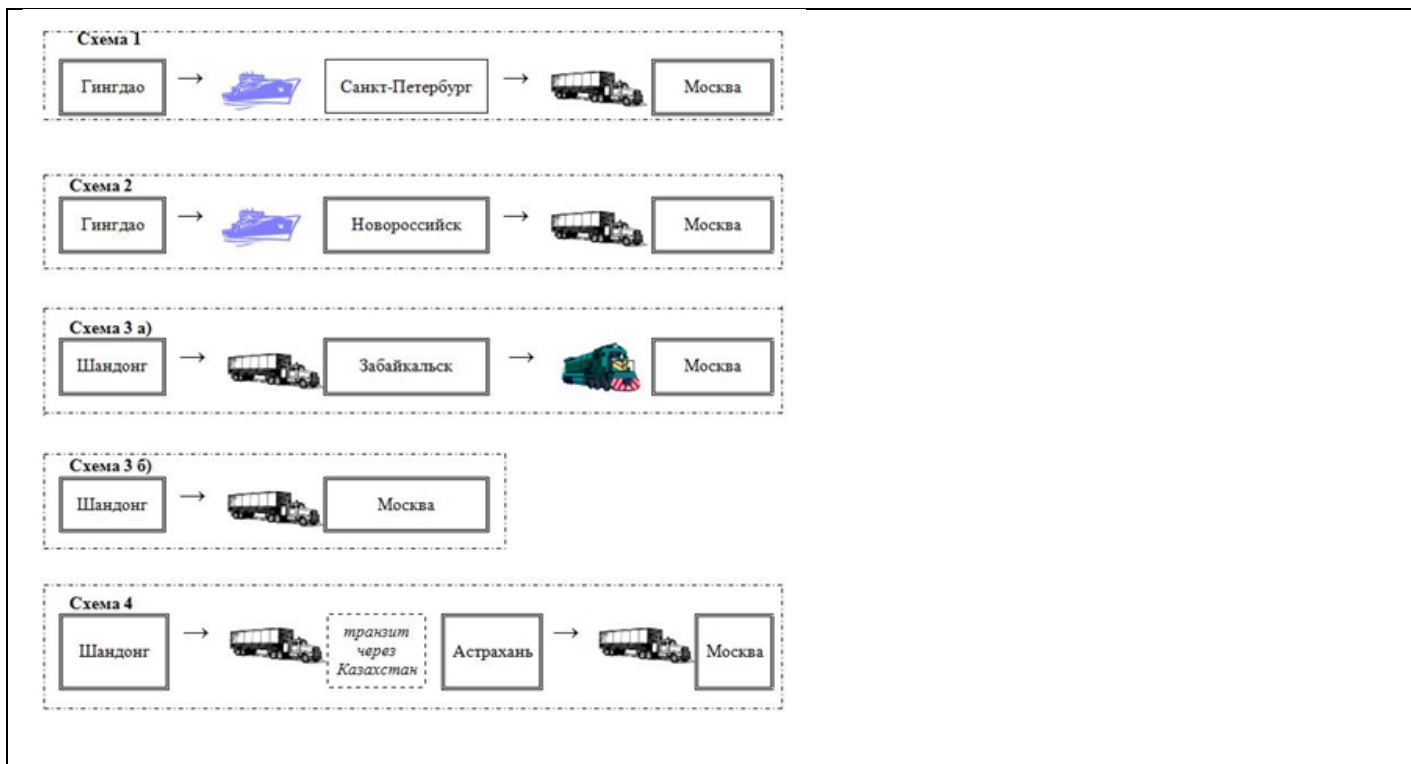 Схема 1
Гингдао → Санкт-Петербург → Москва
Схема 2
Гингдао → Новороссийск → Москва
Схема 3 а)
Шандонг → Забайкальск → Москва
Схема 3 б)
Шандонг → Москва
Схема 4
Шандонг → транзит
через
Казахстан
Астрахань → Москва